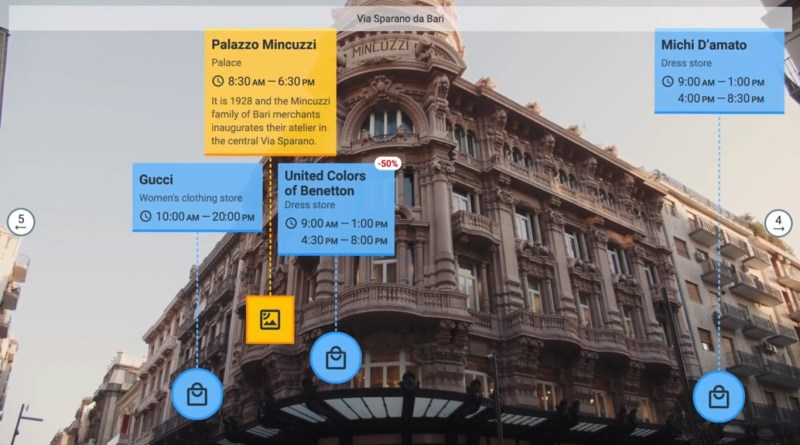 Via Sparano da Bari
MINCUZZI
Palazzo Mincuzzi
Palace
8:30 AM — 6:30 PM
It is 1928 and the Mincuzzi
family of Bari merchants
inaugurates their atelier in
the central Via Sparano.
Michi D'amato
Dress store
9:00 AM — 1:00 PM
4:00 PM — 8:30 PM
Gucci
Women's clothing store
10:00 AM — 20:00 PM
-50%
United Colors
of Benetton
Dress store
9:00 AM — 1:00 PM
4:30 PM — 8:00 PM
5
4